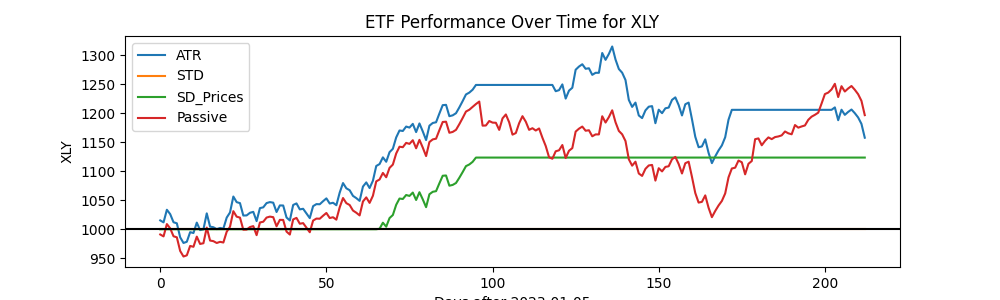 ETF Performance Over Time for XLY
XLY
1300
1250
1200
1150
1100
1050
1000
950
ATR
STD
SD_Prices
Passive
0 50 100 150 200
Days after 2023-01-05